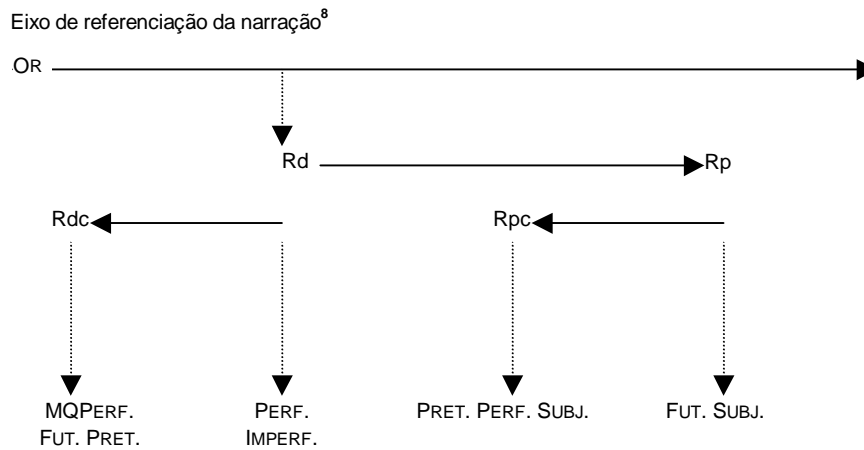 Eixo de referenciação da narração⁸
OR
Rd Rp
Rdc Rpc
MQPERF. PERF. PRET. PERF. SUBJ. FUT. SUBJ.
FUT. PRET. IMPERF.